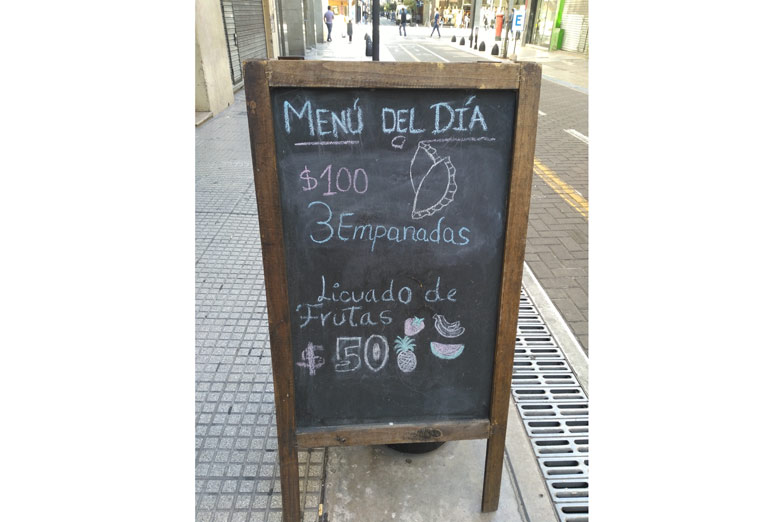 E
MENÚ DEL DÍA
$100
3 Empanadas
Licuado de
Frutas
$50